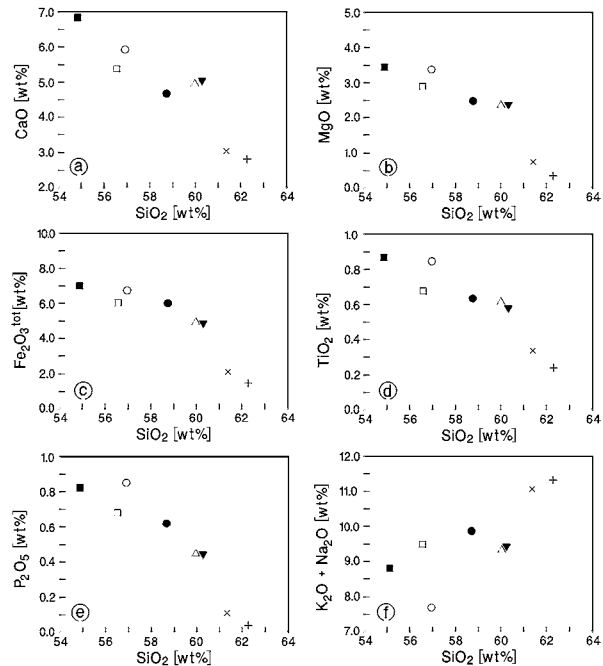 7.0
6.0
5.0
4.0
3.0
2.0
CaO [wt%]
a
54 56 58 60 62 64
SiO2 [wt%]
5.0
4.0
3.0
2.0
1.0
0.0
MgO [wt%]
b
54 56 58 60 62 64
SiO2 [wt%]
10.0
8.0
6.0
4.0
2.0
0.0
Fe2O3tot [wt%]
c
54 56 58 60 62 64
SiO2 [wt%]
1.0
0.8
0.6
0.4
0.2
0.0
TiO2 [wt%]
d
54 56 58 60 62 64
SiO2 [wt%]
1.0
0.8
0.6
0.4
0.2
0.0
P2O5 [wt%]
e
54 56 58 60 62 64
SiO2 [wt%]
12.0
11.0
10.0
9.0
8.0
7.0
K2O + Na2O [wt%]
f
54 56 58 60 62 64
SiO2 [wt%]